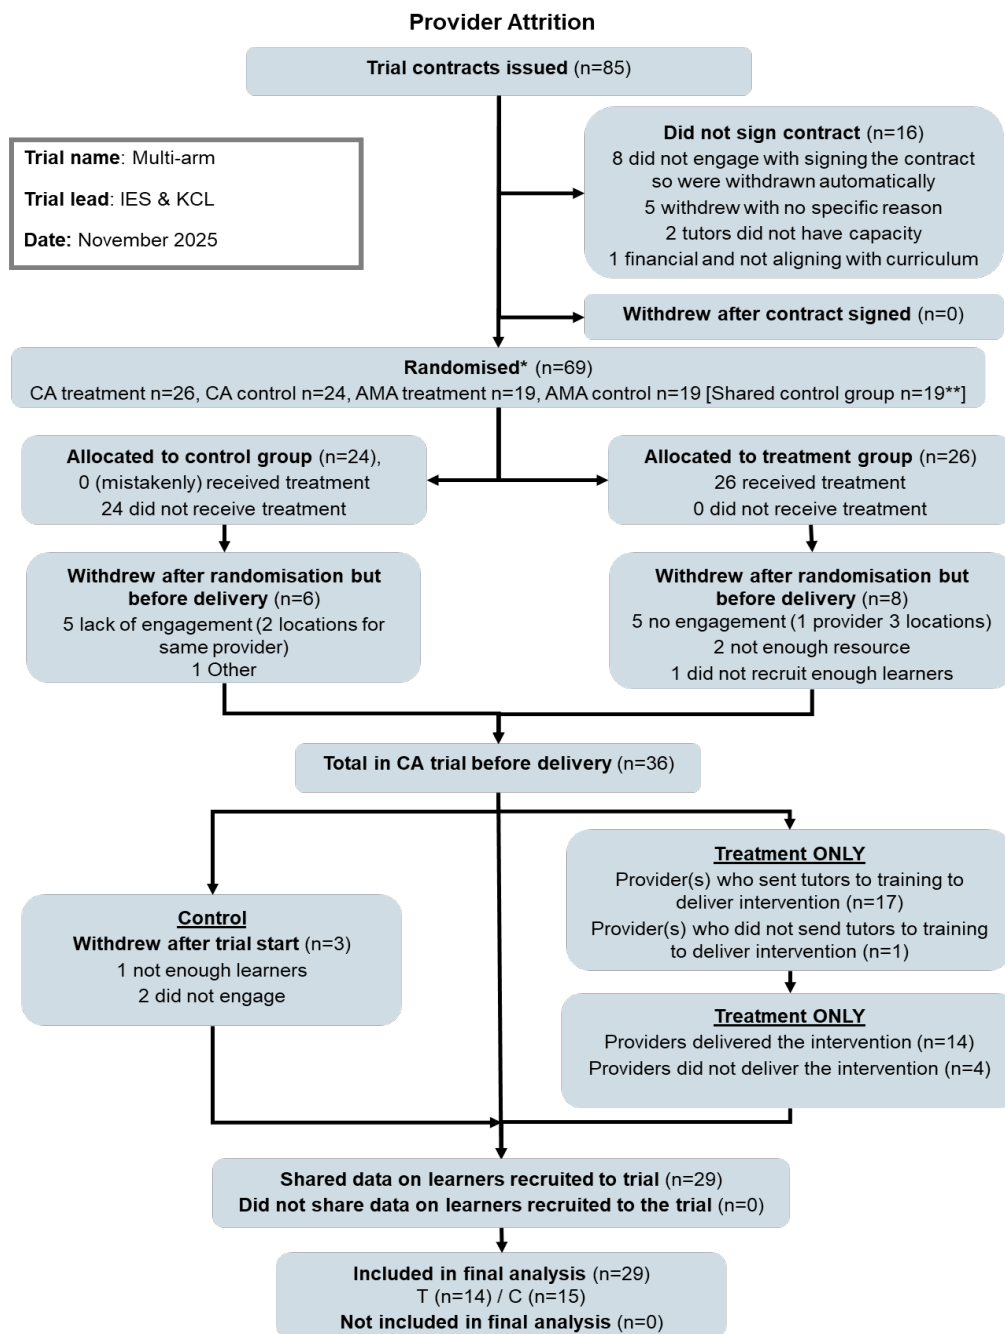 Provider Attrition
Trial contracts issued (n=85)
Trial name: Multi-arm
Trial lead: IES & KCL
Date: November 2025
Did not sign contract (n=16)
8 did not engage with signing the contract
so were withdrawn automatically
5 withdrew with no specific reason
2 tutors did not have capacity
1 financial and not aligning with curriculum
Withdrew after contract signed (n=0)
Randomised* (n=69)
CA treatment n=26, CA control n=24, AMA treatment n=19, AMA control n=19 [Shared control group n=19**]
Allocated to control group (n=24),
0 (mistakenly) received treatment
24 did not receive treatment
Allocated to treatment group (n=26)
26 received treatment
0 did not receive treatment
Withdrew after randomisation but
before delivery (n=6)
5 lack of engagement (2 locations for
same provider)
1 Other
Withdrew after randomisation but
before delivery (n=8)
5 no engagement (1 provider 3 locations)
2 not enough resource
1 did not recruit enough learners
Total in CA trial before delivery (n=36)
Control
Withdrew after trial start (n=3)
1 not enough learners
2 did not engage
Treatment ONLY
Provider(s) who sent tutors to training to
deliver intervention (n=17)
Provider(s) who did not send tutors to training
to deliver intervention (n=1)
Treatment ONLY
Providers delivered the intervention (n=14)
Providers did not deliver the intervention (n=4)
Shared data on learners recruited to trial (n=29)
Did not share data on learners recruited to the trial (n=0)
Included in final analysis (n=29)
T (n=14) / C (n=15)
Not included in final analysis (n=0)